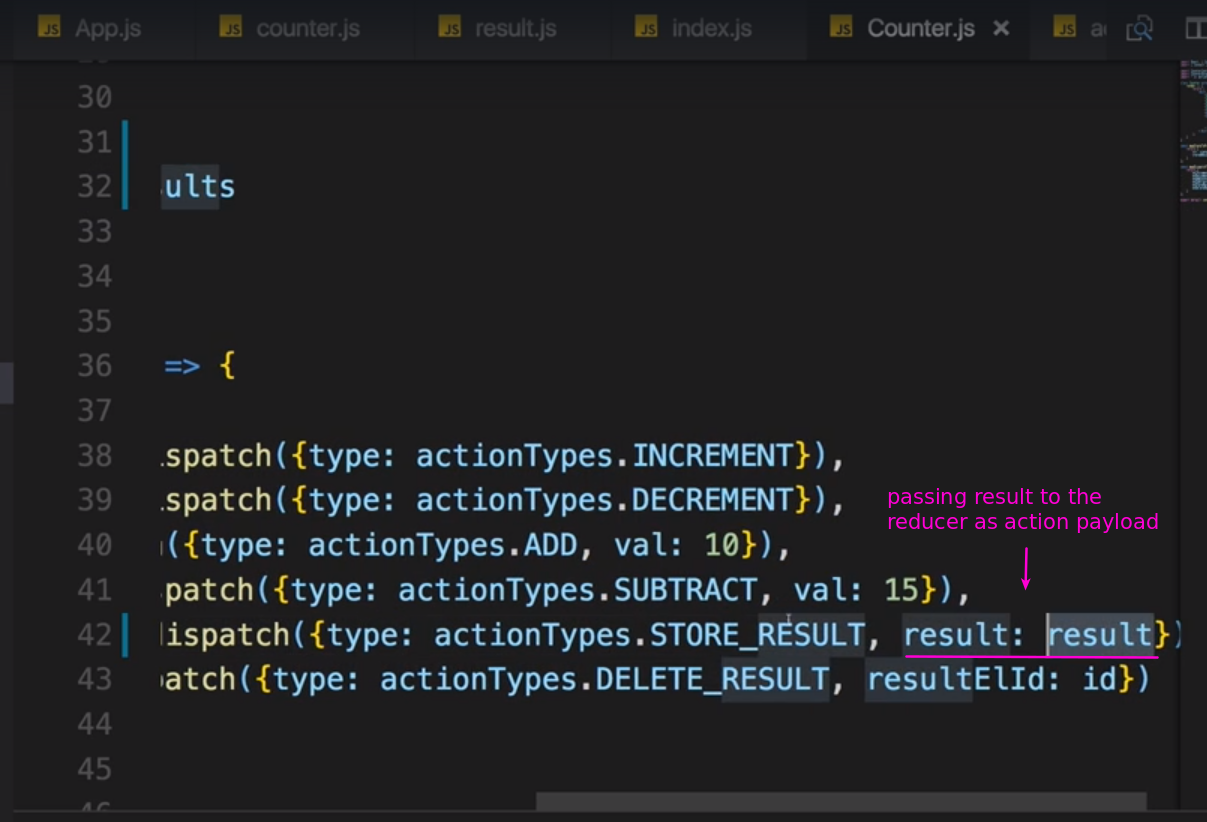 JS App.js JS counter.js JS result.js JS index.js JS Counter.js × JS
30
31
32 ults
33
34
35
36 => {
37
38 spatch({type: actionTypes.INCREMENT}),
39 spatch({type: actionTypes.DECREMENT}),
passing result to the
reducer as action payload
40 ({type: actionTypes.ADD, val: 10}),
41 patch({type: actionTypes.SUBTRACT, val: 15}),
42 ispatch({type: actionTypes.STORE_RESULT, result: result})
43 atch({type: actionTypes.DELETE_RESULT, resultElId: id})
44
45
46